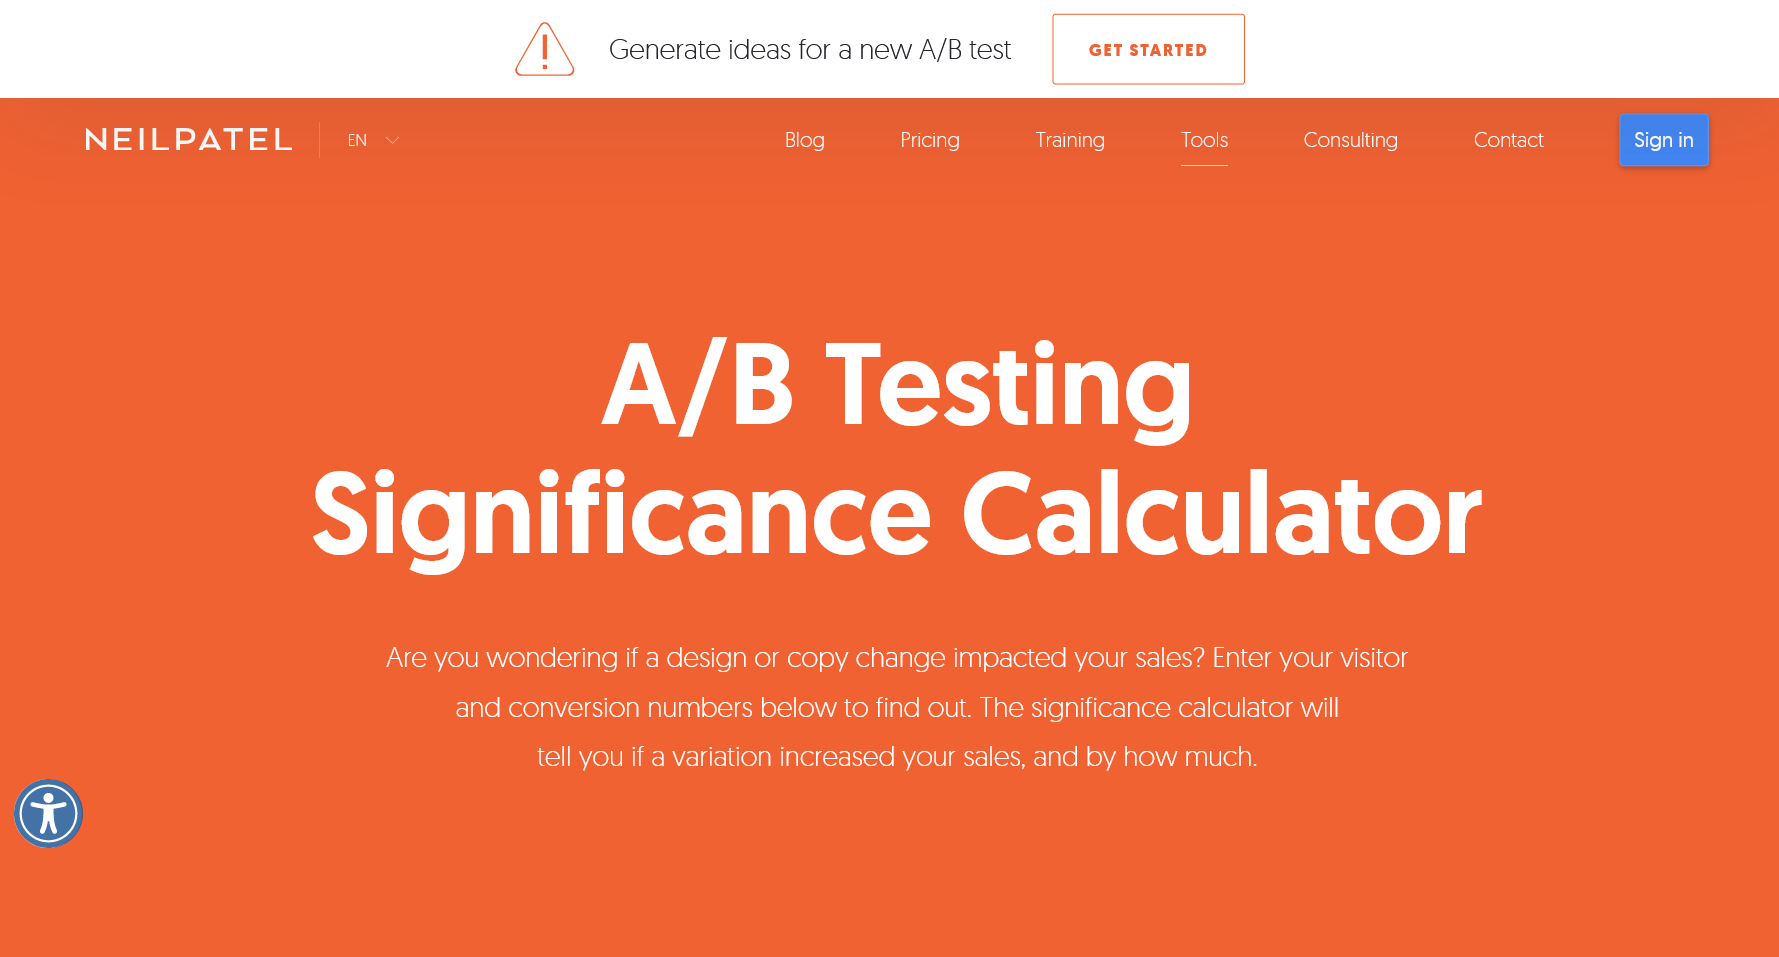 Generate ideas for a new A/B test
GET STARTED
NEILPATEL
EN
Blog
Pricing
Training
Tools
Consulting
Contact
Sign in
A/B Testing
Significance Calculator
Are you wondering if a design or copy change impacted your sales? Enter your visitor
and conversion numbers below to find out. The significance calculator will
tell you if a variation increased your sales, and by how much.